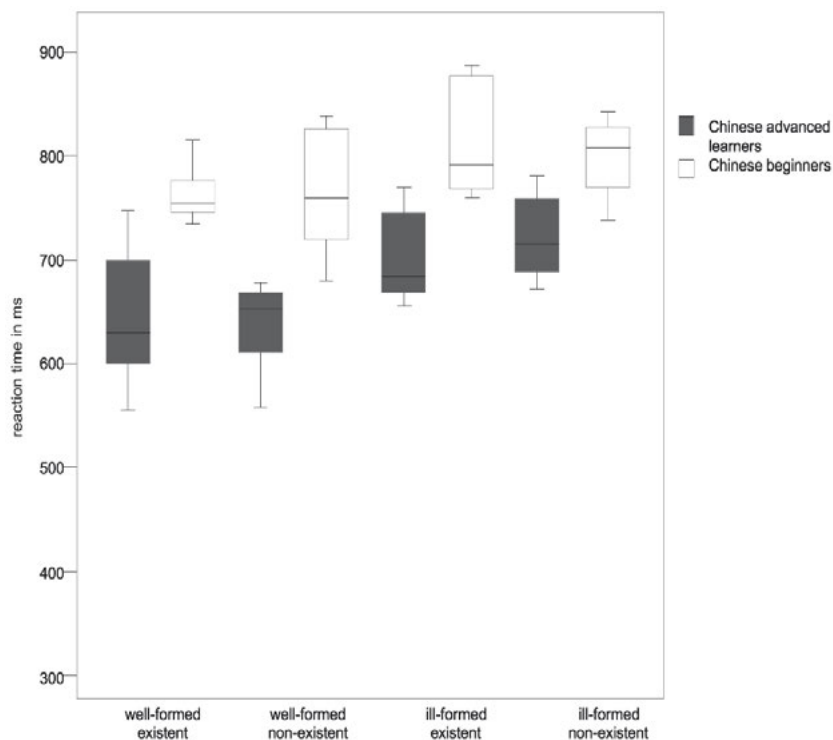 900
800
700
600
500
400
300
reaction time in ms
well-formed
existent
well-formed
non-existent
ill-formed
existent
ill-formed
non-existent
Chinese advanced
learners
Chinese beginners